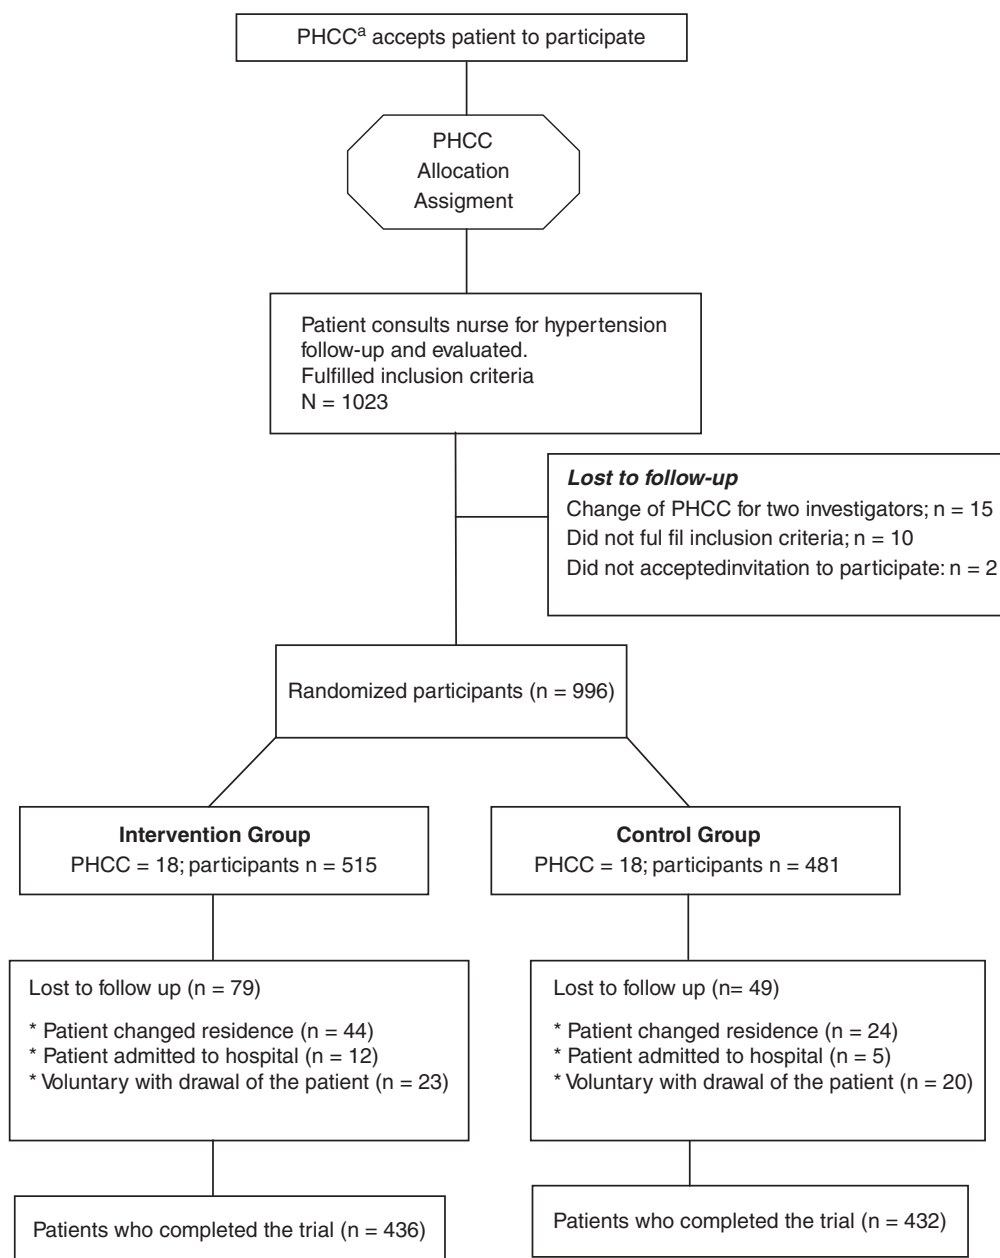 PHCCa accepts patient to participate
PHCC
Allocation
Assigment
Patient consults nurse for hypertension
follow-up and evaluated.
Fulfilled inclusion criteria
N = 1023
Lost to follow-up
Change of PHCC for two investigators; n = 15
Did not ful fil inclusion criteria; n = 10
Did not acceptedinvitation to participate: n = 2
Randomized participants (n = 996)
Intervention Group
PHCC = 18; participants n = 515
Control Group
PHCC = 18; participants n = 481
Lost to follow up (n = 79)
* Patient changed residence (n = 44)
* Patient admitted to hospital (n = 12)
* Voluntary with drawal of the patient (n = 23)
Lost to follow up (n= 49)
* Patient changed residence (n = 24)
* Patient admitted to hospital (n = 5)
* Voluntary with drawal of the patient (n = 20)
Patients who completed the trial (n = 436)
Patients who completed the trial (n = 432)